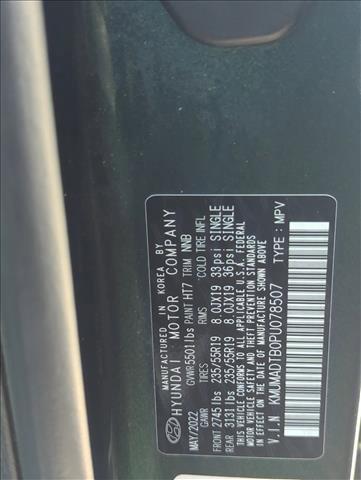 MANUFACTURED IN KOREA BY
HYUNDAI MOTOR COMPANY
MAY/2022 GVWR 5501 lbs PAINT HT7 TRIM NNB
GAWR TIRES RIMS COLD TIRE INFL
FRONT 2745 lbs 235/55R19 8.0JX19 33psi SINGLE
REAR 3131 lbs 235/55R19 8.0JX19 36psi SINGLE
THIS VEHICLE CONFORMS TO ALL APPLICABLE U.S.A. FEDERAL
MOTOR VEHICLE SAFETY, BUMPER, AND THEFT PREVENTION STANDARDS
IN EFFECT ON THE DATE OF MANUFACTURE SHOWN ABOVE
V.I.N : KMUMADTB0PU078507 TYPE : MPV